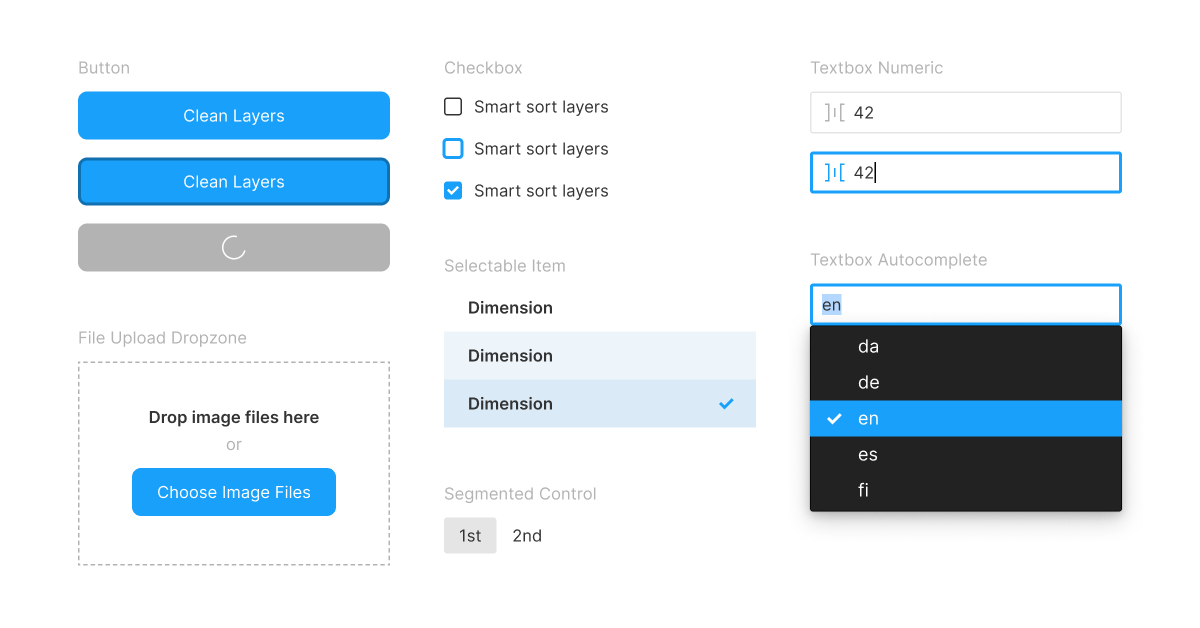 Button
Clean Layers
Clean Layers
File Upload Dropzone
Drop image files here
or
Choose Image Files
Checkbox
Smart sort layers
Smart sort layers
Smart sort layers
Selectable Item
Dimension
Dimension
Dimension
Segmented Control
1st 2nd
Textbox Numeric
42
42
Textbox Autocomplete
en
da
de
en
es
fi